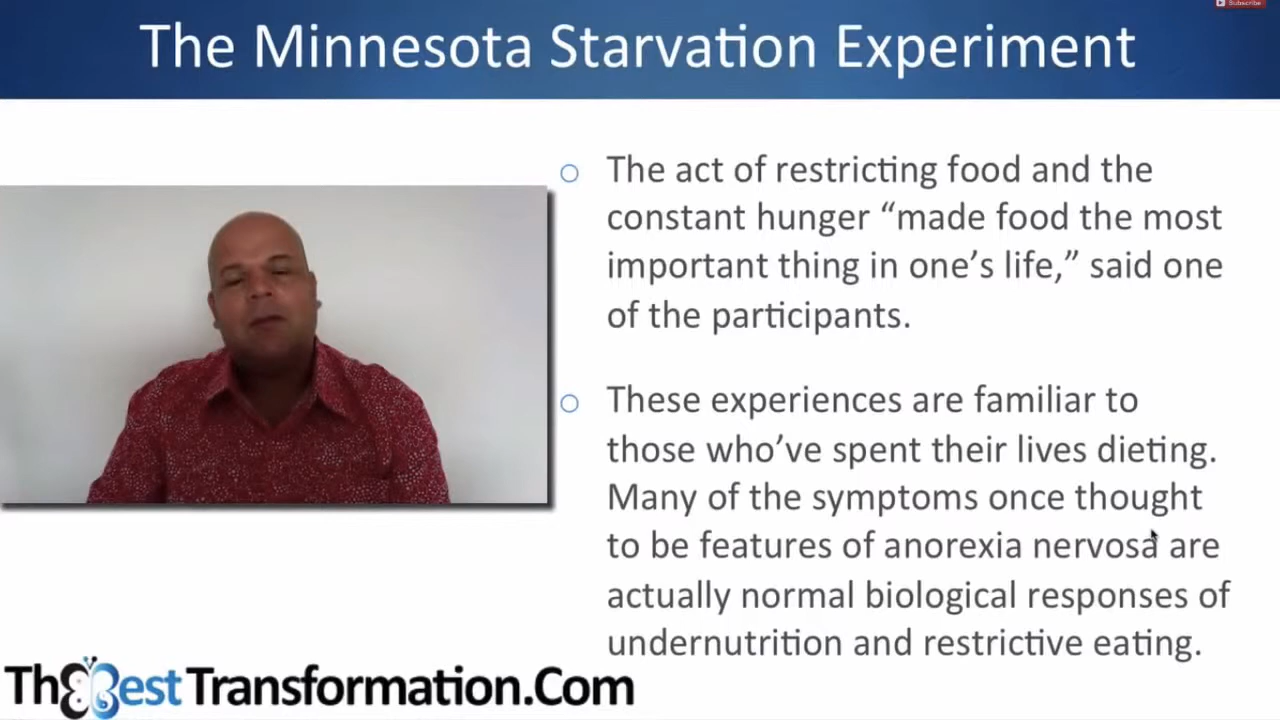 Subscribe
The Minnesota Starvation Experiment
The act of restricting food and the
constant hunger “made food the most
important thing in one’s life,” said one
of the participants.
These experiences are familiar to
those who’ve spent their lives dieting.
Many of the symptoms once thought
to be features of anorexia nervosa are
actually normal biological responses of
undernutrition and restrictive eating.
TheBestTransformation.Com